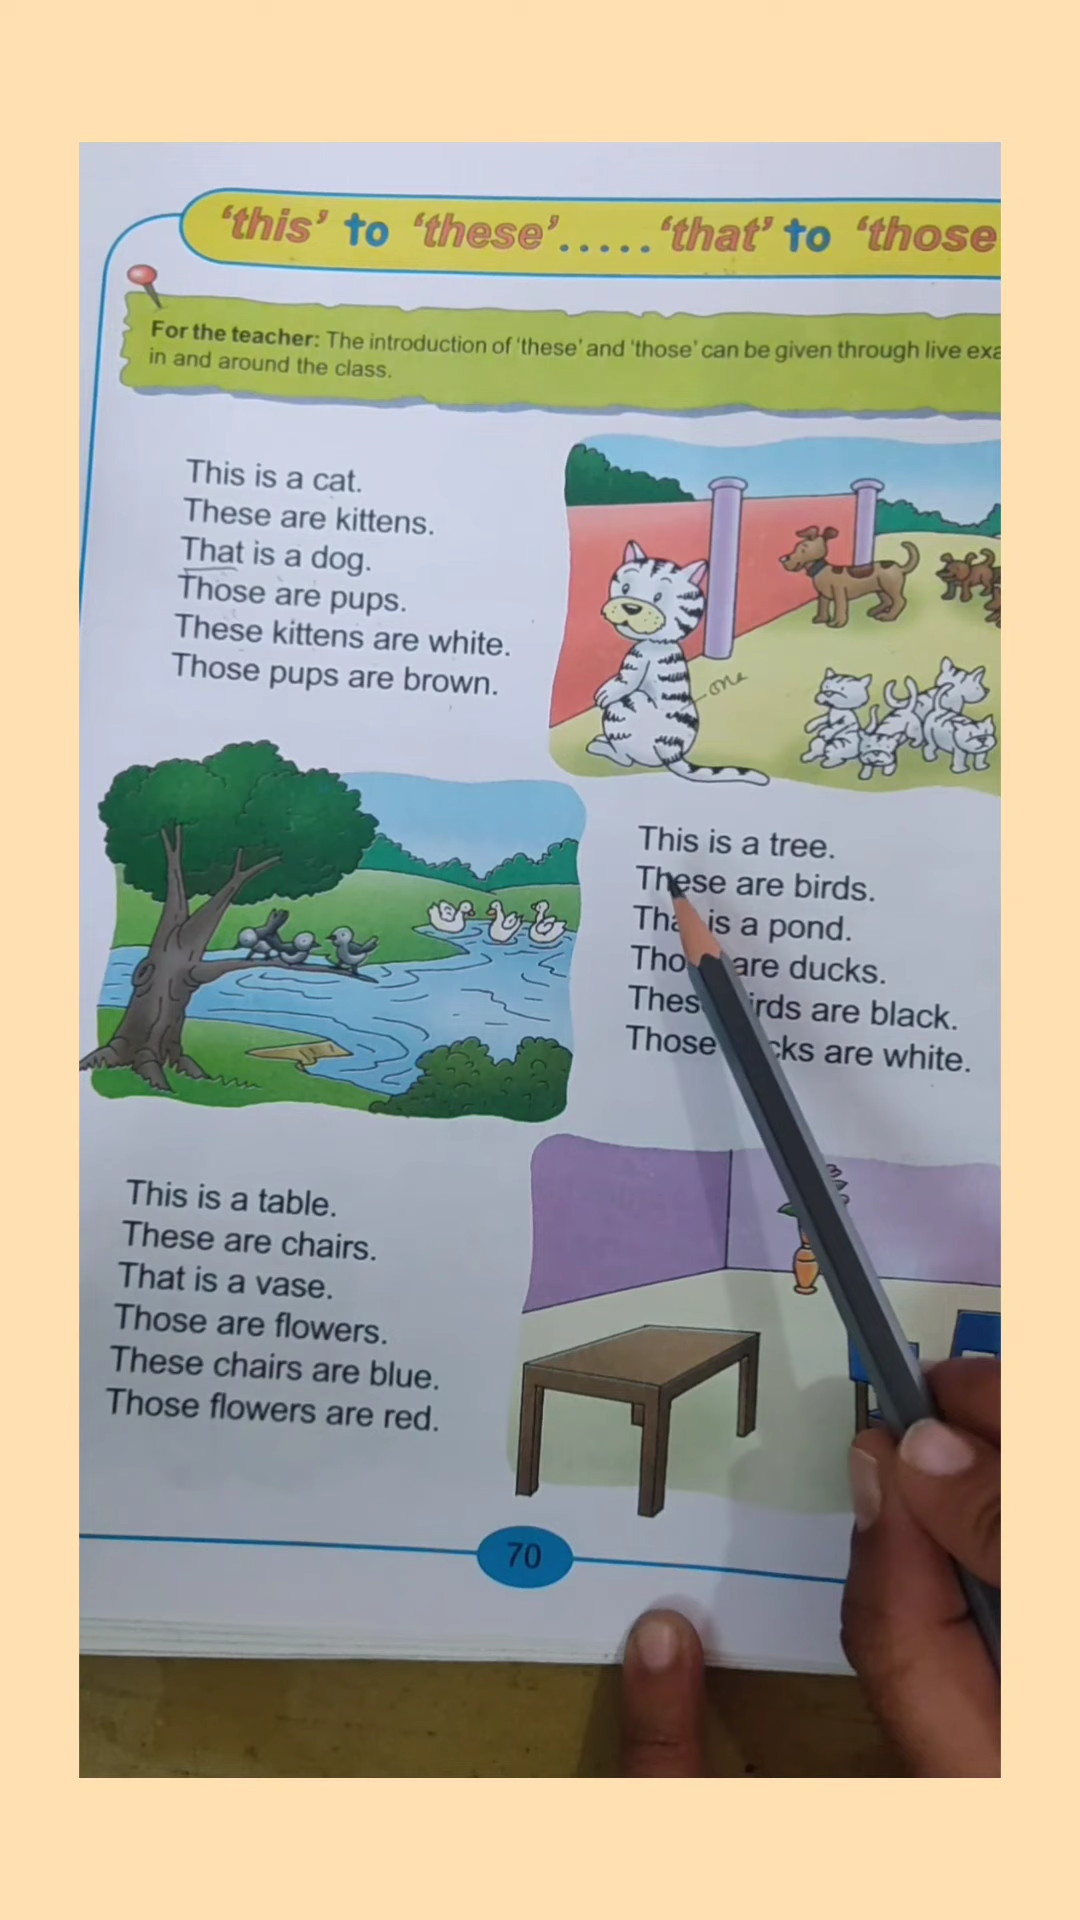 'this' to 'these'.....'that' to 'those
For the teacher: The introduction of 'these' and 'those' can be given through live
in and around the class.
This is a cat.
These are kittens.
That is a dog.
Those are pups.
These kittens are white.
Those pups are brown.
one
This is a tree.
These are birds.
is a pond.
are ducks.
are black.
Those are white.
This is a table.
These are chairs.
That is a vase.
Those are flowers.
These chairs are blue.
Those flowers are red.
70